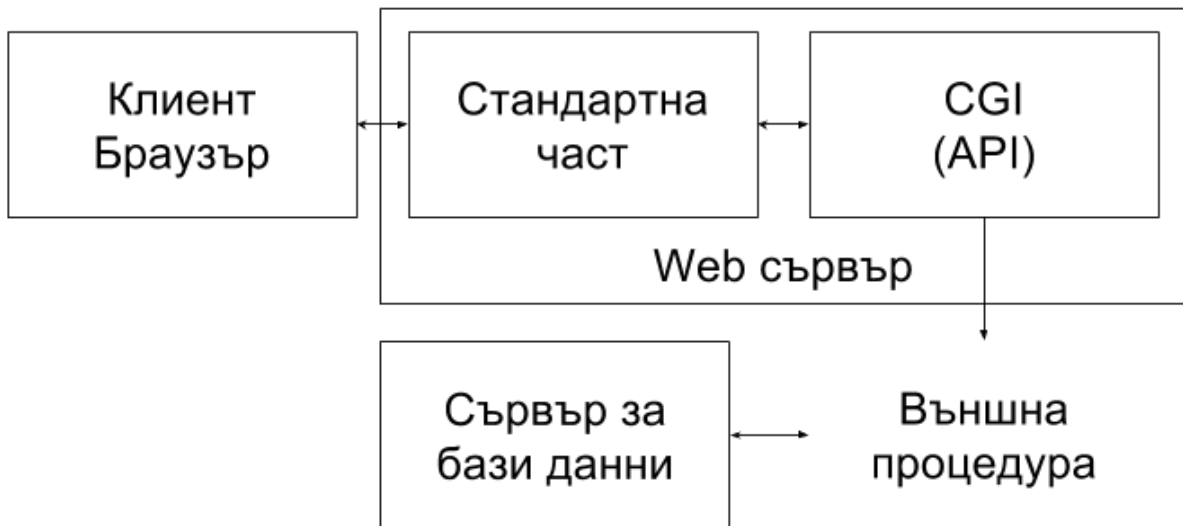 Клиент
Браузър
Стандартна
част
CGI
(API)
Web сървър
Сървър за
бази данни
Външна
процедура